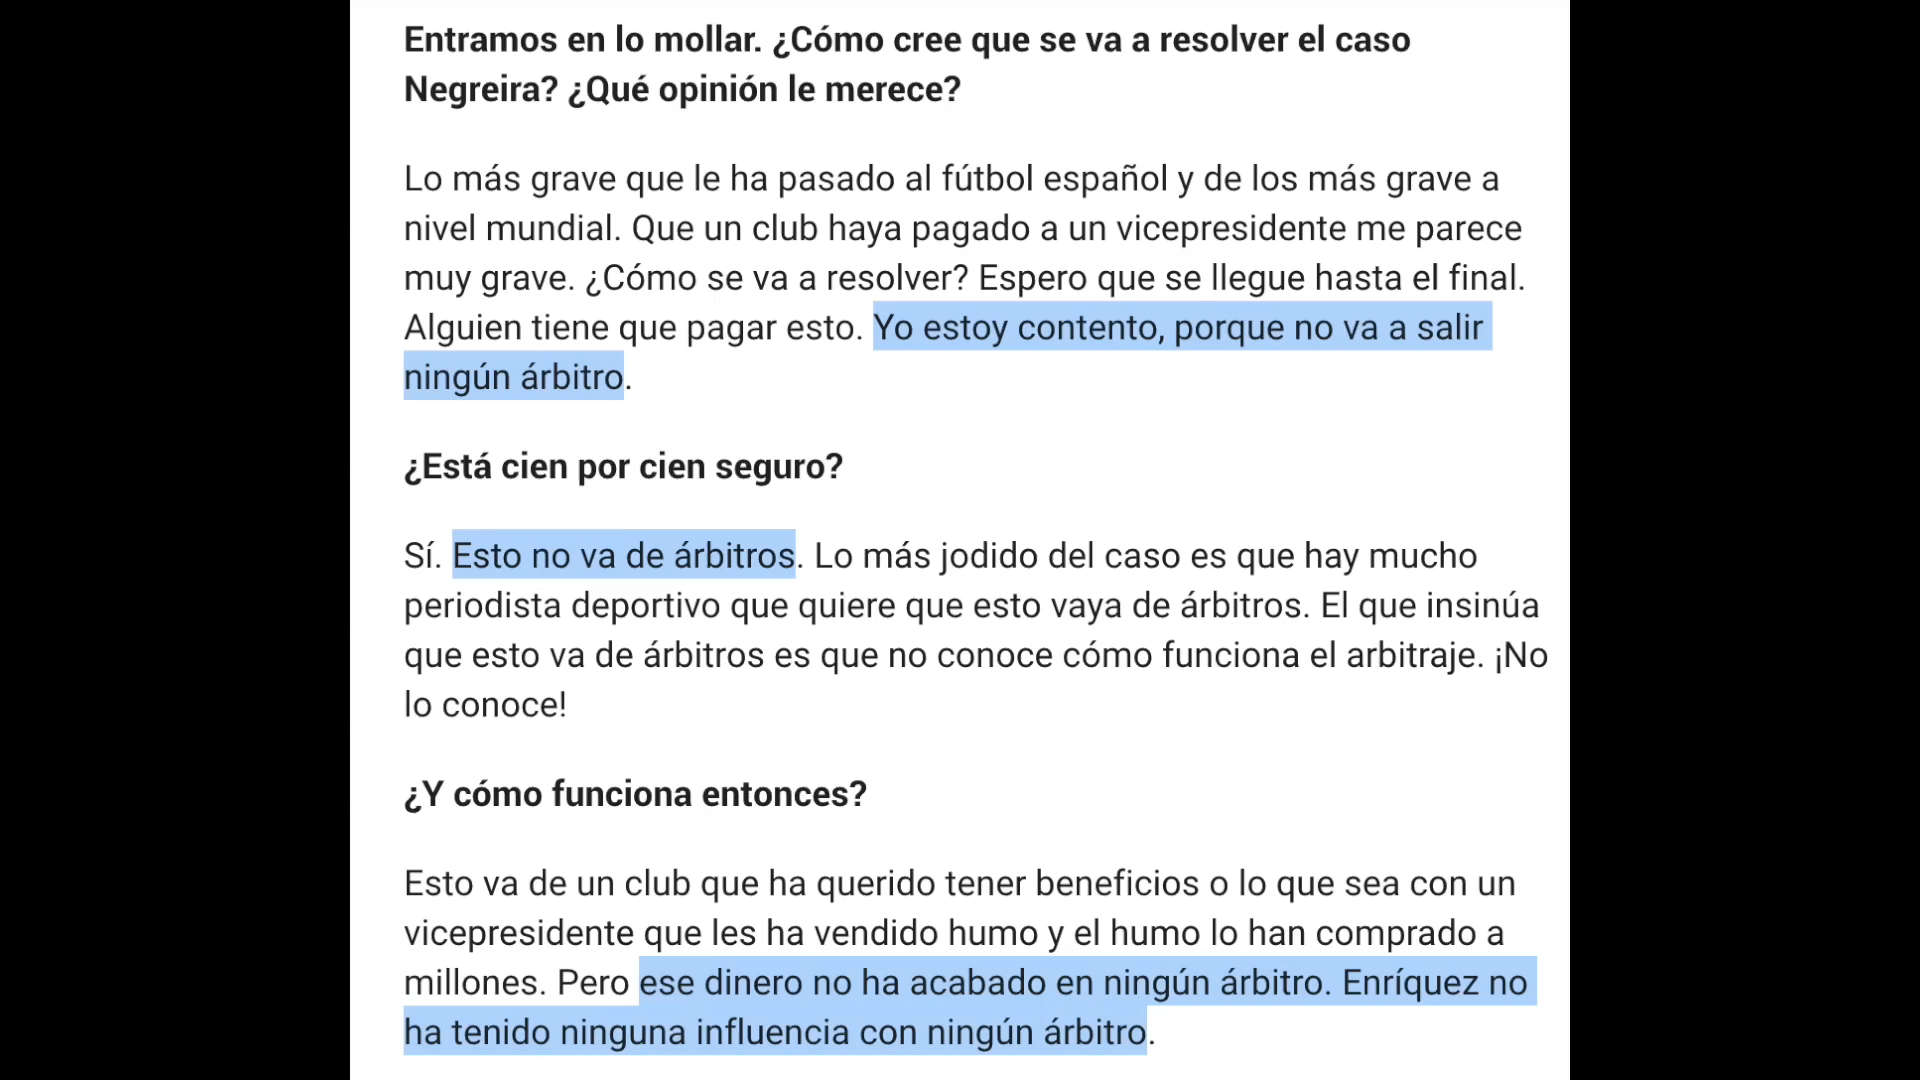 Entramos en lo mollar. ¿Cómo cree que se va a resolver el caso
Negreira? ¿Qué opinión le merece?
Lo más grave que le ha pasado al fútbol español y de los más grave a
nivel mundial. Que un club haya pagado a un vicepresidente me parece
muy grave. ¿Cómo se va a resolver? Espero que se llegue hasta el final.
Alguien tiene que pagar esto. Yo estoy contento, porque no va a salir
ningún árbitro.
¿Está cien por cien seguro?
Sí. Esto no va de árbitros. Lo más jodido del caso es que hay mucho
periodista deportivo que quiere que esto vaya de árbitros. El que insinúa
que esto va de árbitros es que no conoce cómo funciona el arbitraje. ¡No
lo conoce!
¿Y cómo funciona entonces?
Esto va de un club que ha querido tener beneficios o lo que sea con un
vicepresidente que les ha vendido humo y el humo lo han comprado a
millones. Pero ese dinero no ha acabado en ningún árbitro. Enríquez no
ha tenido ninguna influencia con ningún árbitro.